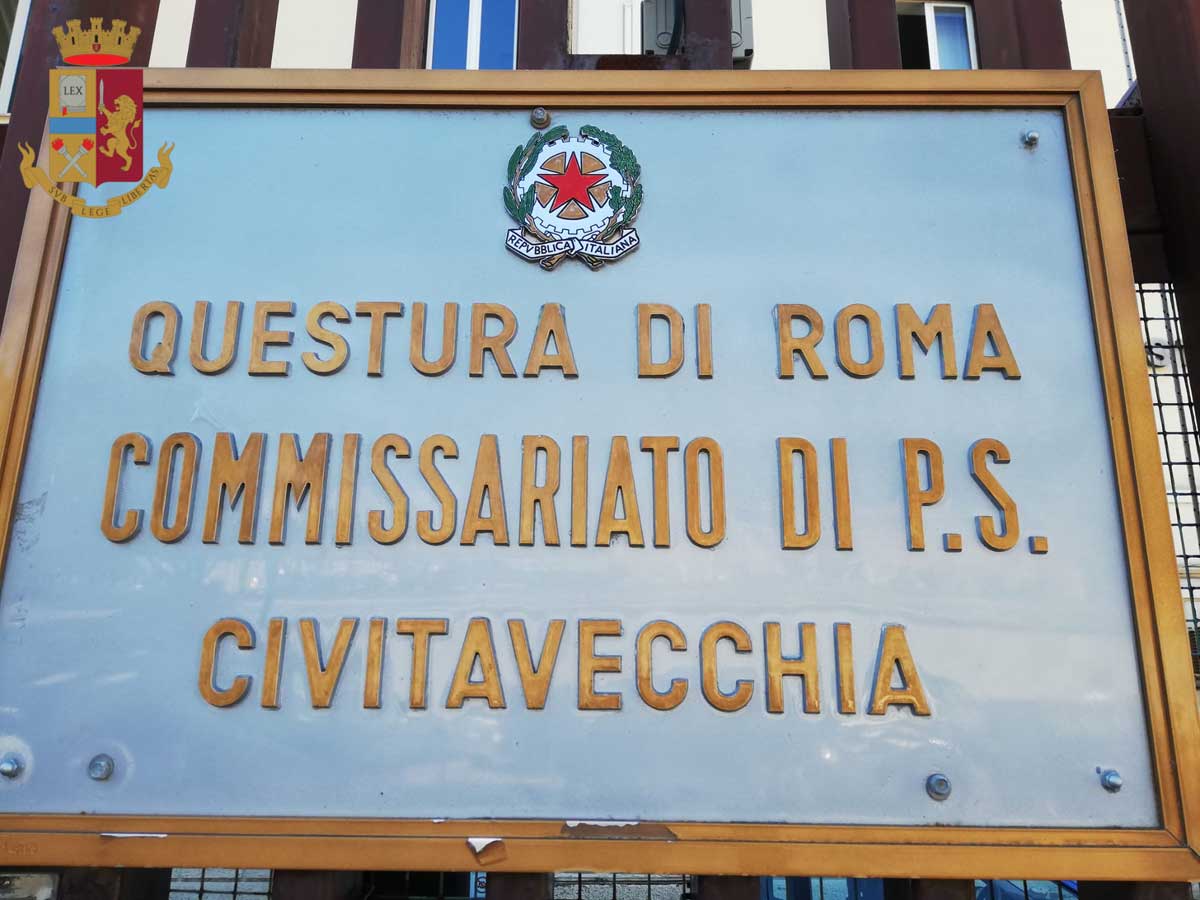 LEX
SVB LEGE LIBERTAS
REPVBBLICA ITALIANA
QUESTURA DI ROMA
COMMISSARIATO DI P.S.
CIVITAVECCHIA